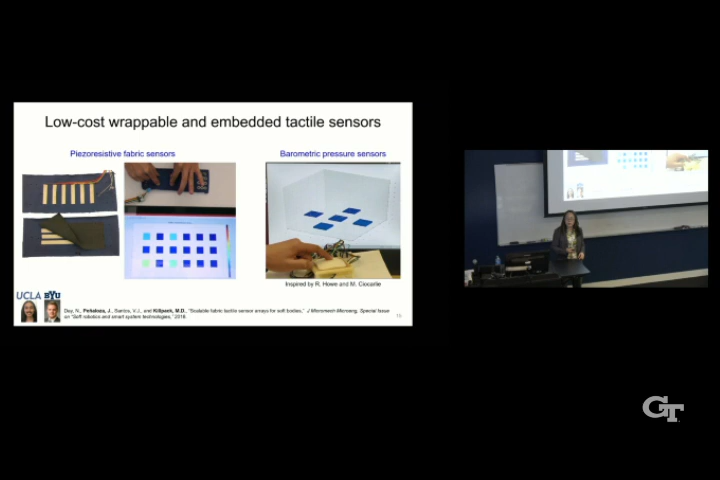 Low-cost wrappable and embedded tactile sensors
Piezoresistive fabric sensors
Barometric pressure sensors
Inspired by R. Howe and M. Ciocarlie
UCLA BYU
Day, N., Peñaloza, J., Santos, V.J., and Killpack, M.D., "Scalable fabric tactile sensor arrays for soft bodies," J Micromech Microeng, Special Issue
on "Soft robotics and smart system technologies," 2018.
15
GT